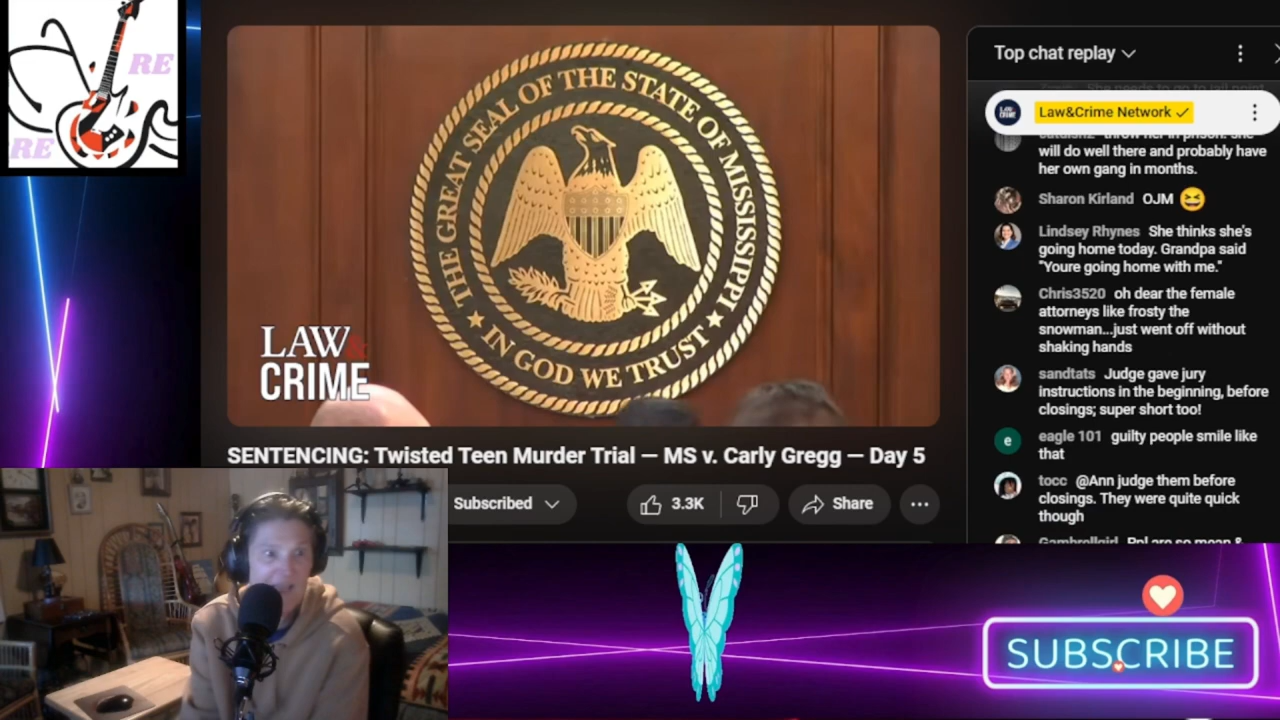 RE
RE
THE GREAT SEAL OF THE STATE OF MISSISSIPPI
IN GOD WE TRUST
LAW&
CRIME
SENTENCING: Twisted Teen Murder Trial — MS v. Carly Gregg — Day 5
Subscribed
3.3K
Share
Top chat replay
Law&Crime Network
throw her in prison. she
will do well there and probably have
her own gang in months.
Sharon Kirland OJM
Lindsey Rhynes She thinks she's
going home today. Grandpa said
"Youre going home with me."
Chris3520 oh dear the female
attorneys like frosty the
snowman...just went off without
shaking hands
sandtats Judge gave jury
instructions in the beginning, before
closings; super short too!
eagle 101 guilty people smile like
that
tocc @Ann judge them before
closings. They were quite quick
though
SUBSCRIBE